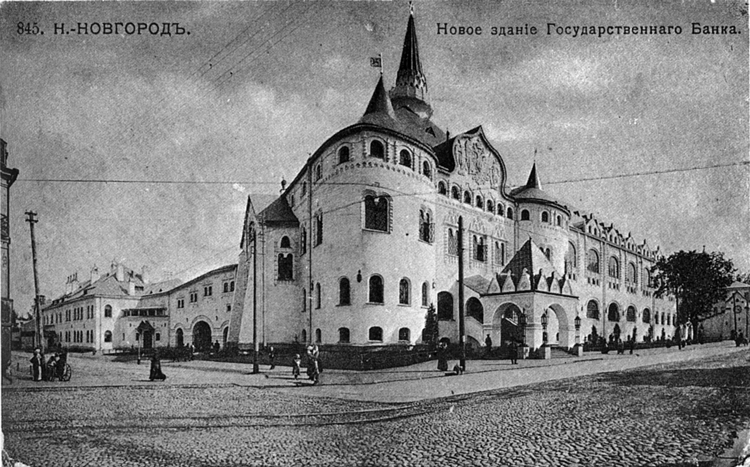 845. Н.-НОВГОРОДЪ.
Новое зданіе Государственнаго Банка.